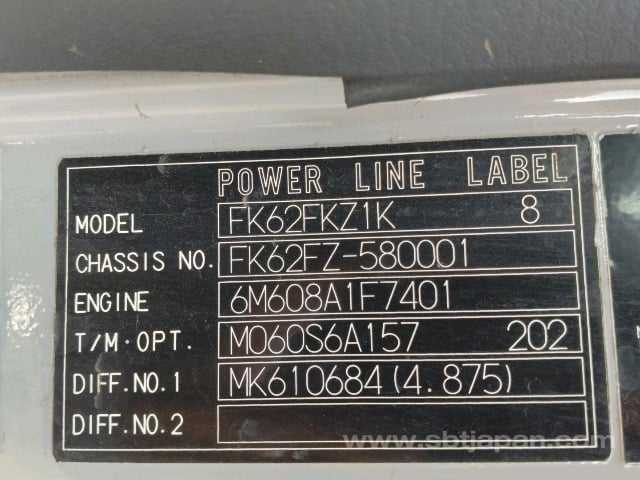 POWER LINE LABEL
MODEL FK62FKZ1K 8
CHASSIS NO. FK62FZ-580001
ENGINE 6M608A1F7401
T/M·OPT. M060S6A157 202
DIFF.NO.1 MK610684(4.875)
DIFF.NO.2
www.sbtjapan.com